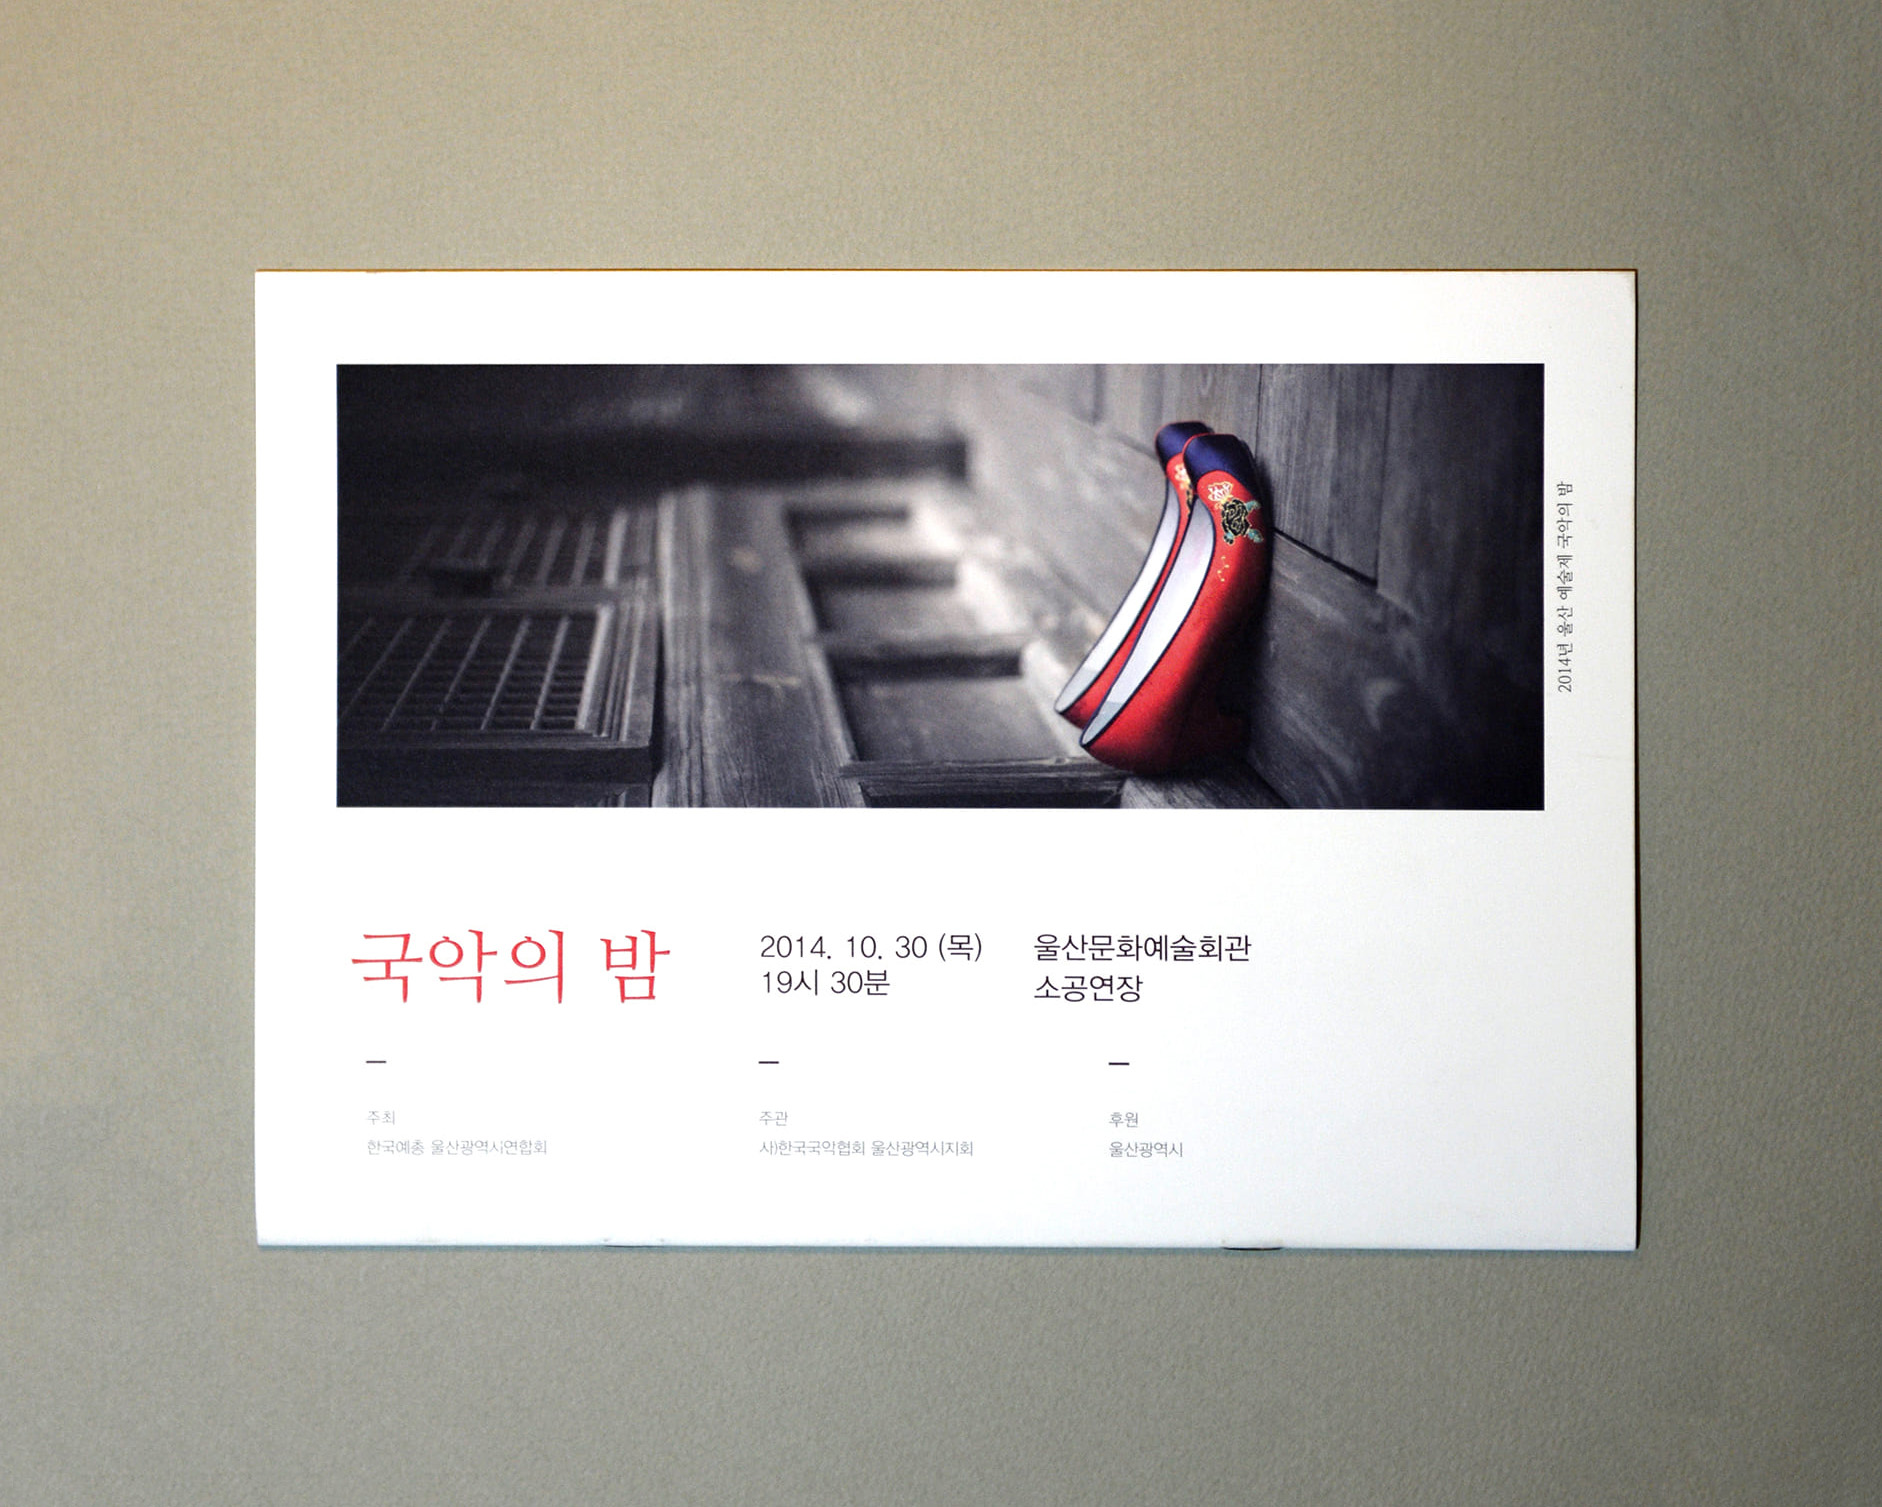 2014년 울산 예술제 국악의 밤
국악의 밤
2014. 10. 30 (목)
19시 30분
울산문화예술회관
소공연장
주최
한국예총 울산광역시연합회
주관
사)한국국악협회 울산광역시지회
후원
울산광역시